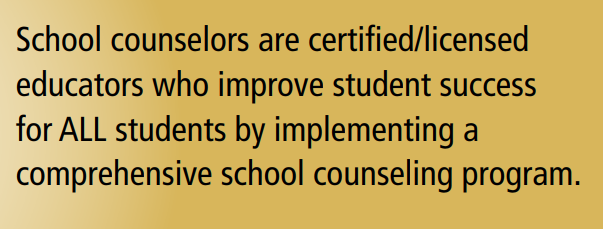 School counselors are certified/licensed
educators who improve student success
for ALL students by implementing a
comprehensive school counseling program.